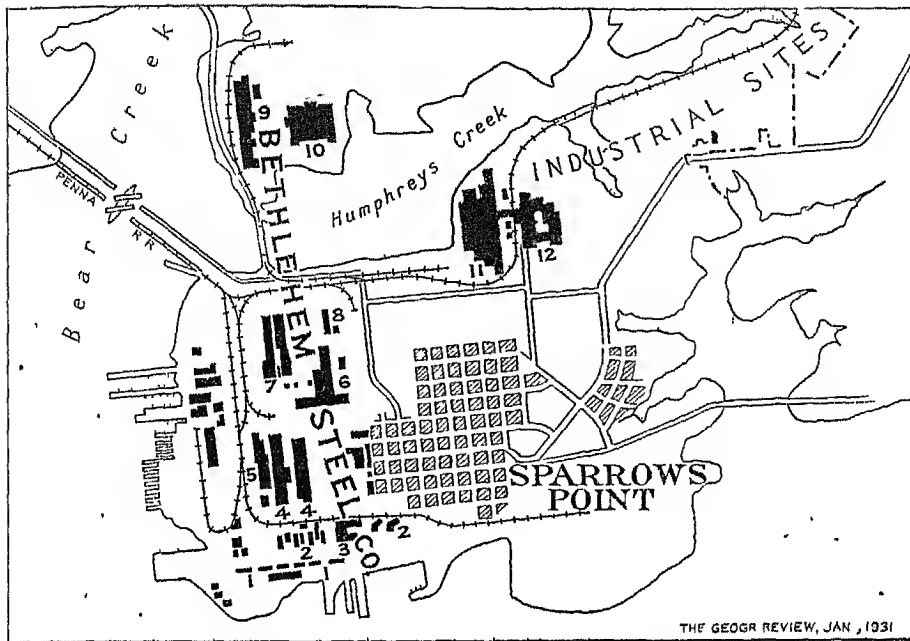 Bear Creek
Humphreys Creek
INDUSTRIAL SITES
PENNA
RR
BETHLEHEM STEEL CO
9
10
11
12
8
7
6
5
4
4
2
3
2
1
SPARROWS
POINT
THE GEOGR REVIEW, JAN, 1931